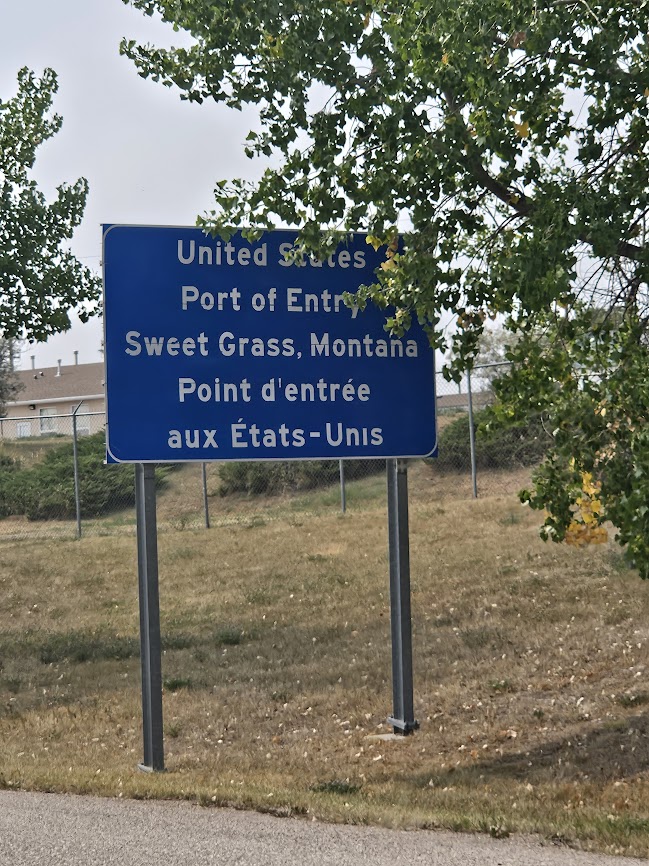 United States
Port of Entry
Sweet Grass, Montana
Point d'entrée
aux États-Unis